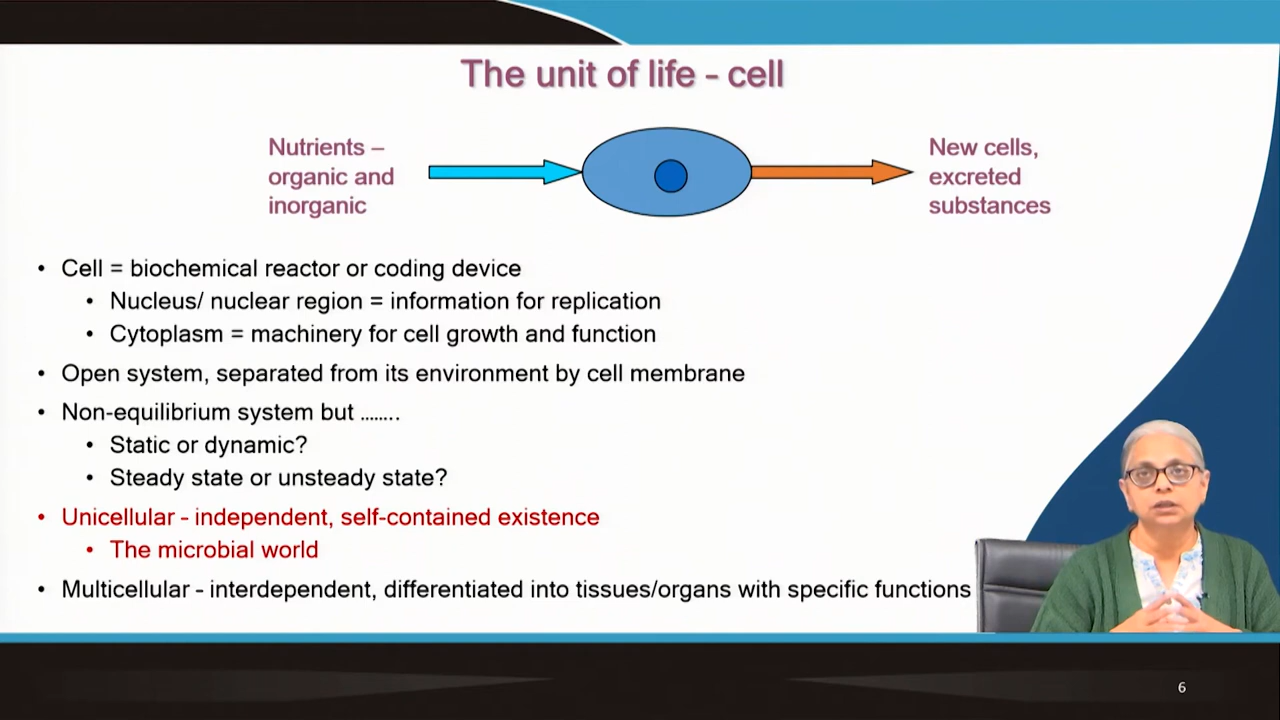 The unit of life - cell
Nutrients –
organic and
inorganic
New cells,
excreted
substances
• Cell = biochemical reactor or coding device
• Nucleus/ nuclear region = information for replication
• Cytoplasm = machinery for cell growth and function
• Open system, separated from its environment by cell membrane
• Non-equilibrium system but ........
• Static or dynamic?
• Steady state or unsteady state?
• Unicellular - independent, self-contained existence
• The microbial world
• Multicellular - interdependent, differentiated into tissues/organs with specific functions
6